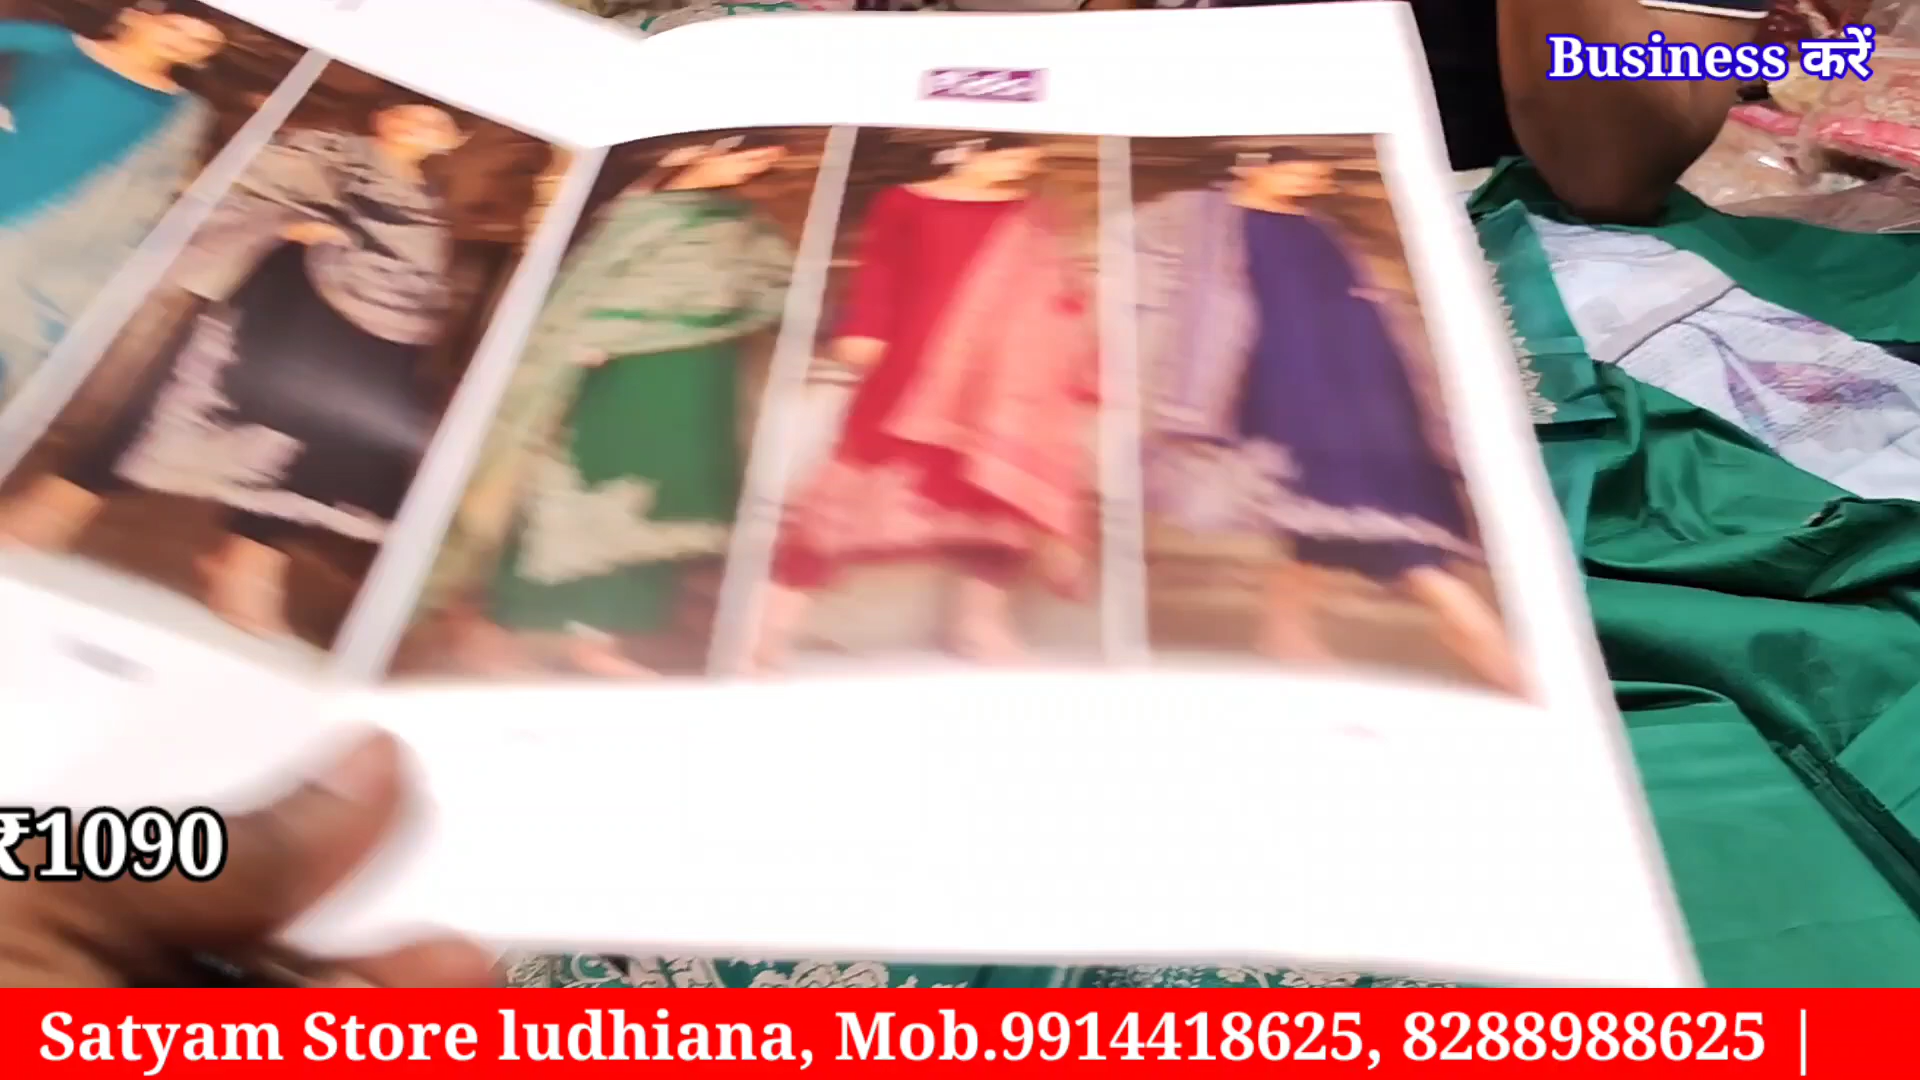 Business करें
₹1090
Satyam Store ludhiana, Mob.9914418625, 8288988625 |